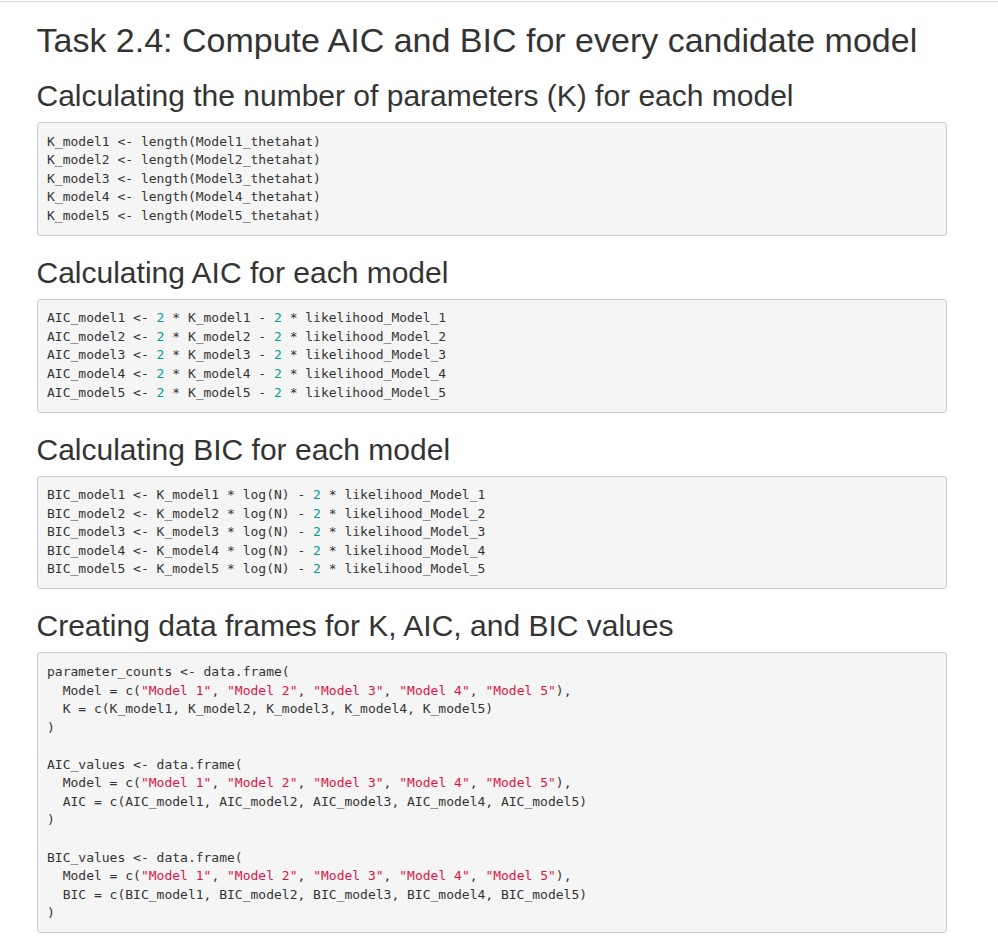 Task 2.4: Compute AIC and BIC for every candidate model
Calculating the number of parameters (K) for each model
K_model1 <- length(Model1_thetahat)
K_model2 <- length(Model2_thetahat)
K_model3 <- length(Model3_thetahat)
K_model4 <- length(Model4_thetahat)
K_model5 <- length(Model5_thetahat)
Calculating AIC for each model
AIC_model1 <- 2 * K_model1 - 2 * likelihood_Model_1
AIC_model2 <- 2 * K_model2 - 2 * likelihood_Model_2
AIC_model3 <- 2 * K_model3 - 2 * likelihood_Model_3
AIC_model4 <- 2 * K_model4 - 2 * likelihood_Model_4
AIC_model5 <- 2 * K_model5 - 2 * likelihood_Model_5
Calculating BIC for each model
BIC_model1 <- K_model1 * log(N) - 2 * likelihood_Model_1
BIC_model2 <- K_model2 * log(N) - 2 * likelihood_Model_2
BIC_model3 <- K_model3 * log(N) - 2 * likelihood_Model_3
BIC_model4 <- K_model4 * log(N) - 2 * likelihood_Model_4
BIC_model5 <- K_model5 * log(N) - 2 * likelihood_Model_5
Creating data frames for K, AIC, and BIC values
parameter_counts <- data.frame(
  Model = c("Model 1", "Model 2", "Model 3", "Model 4", "Model 5"),
  K = c(K_model1, K_model2, K_model3, K_model4, K_model5)
)
AIC_values <- data.frame(
  Model = c("Model 1", "Model 2", "Model 3", "Model 4", "Model 5"),
  AIC = c(AIC_model1, AIC_model2, AIC_model3, AIC_model4, AIC_model5)
)
BIC_values <- data.frame(
  Model = c("Model 1", "Model 2", "Model 3", "Model 4", "Model 5"),
  BIC = c(BIC_model1, BIC_model2, BIC_model3, BIC_model4, BIC_model5)
)